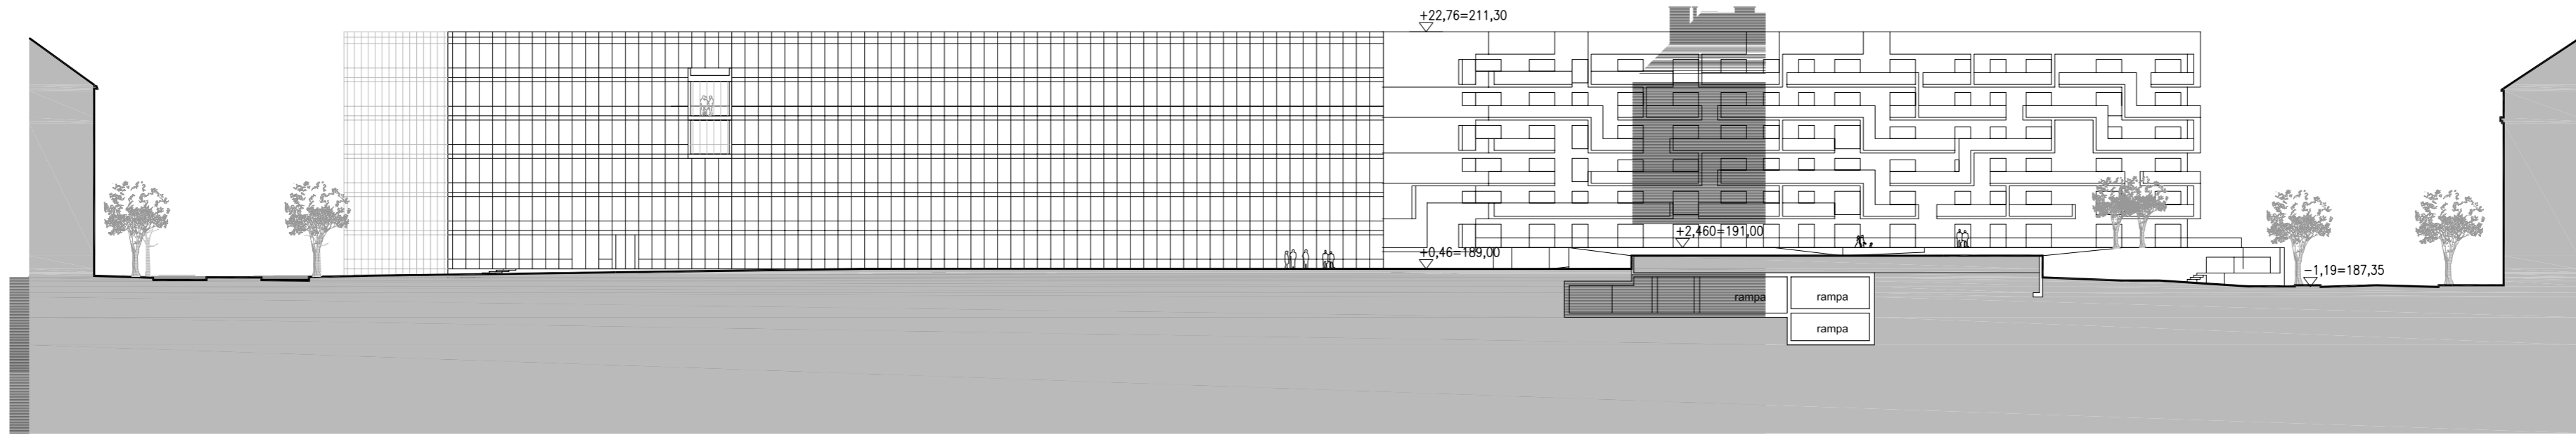 +22,76=211,30
+2,460=191,00
+0,46=189,00
−1,19=187,35
rampa
rampa
rampa